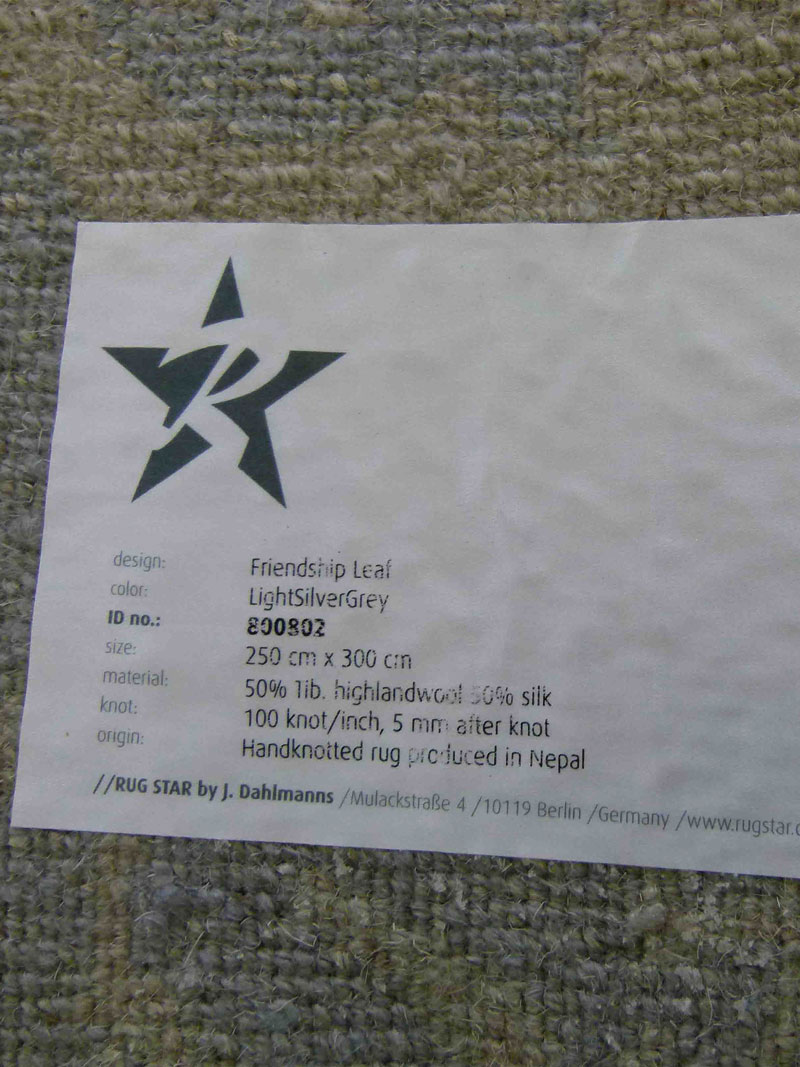 design: Friendship Leaf
color: LightSilverGrey
ID no.: 800802
size: 250 cm x 300 cm
material: 50% Tib. highlandwool 50% silk
knot: 100 knot/inch, 5 mm after knot
origin: Handknotted rug produced in Nepal
//RUG STAR by J. Dahlmanns /Mulackstraße 4 /10119 Berlin /Germany /www.rugstar.c